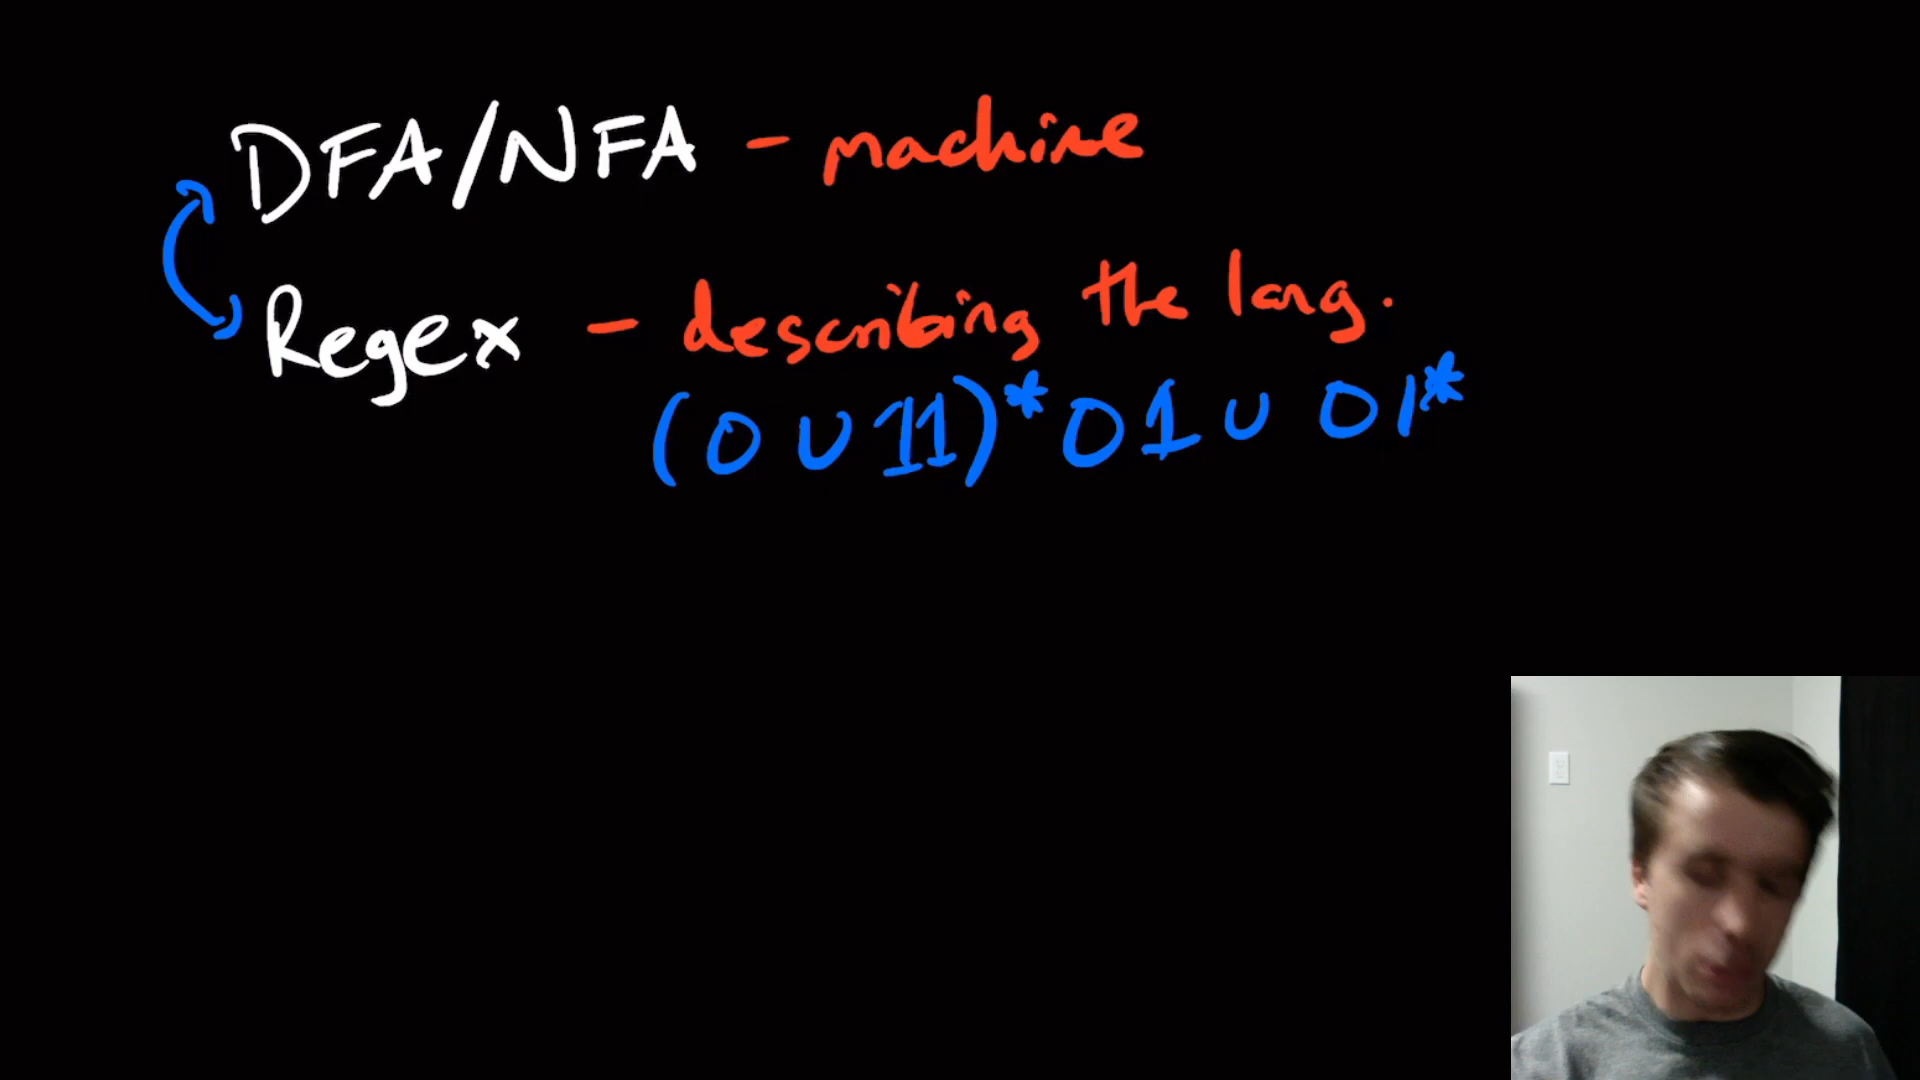 DFA/NFA - machine
Regex - describing the lang.
(0 ∪ 11)* 01 ∪ 01*